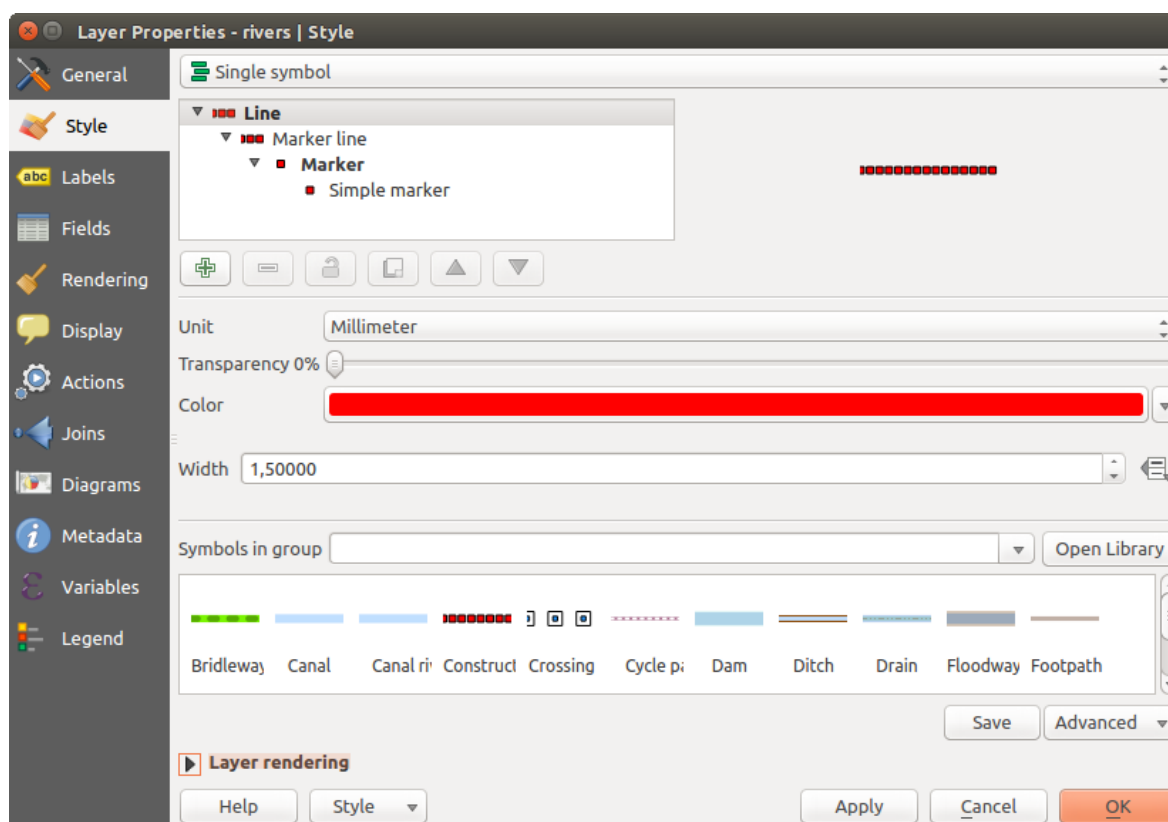 Layer Properties - rivers | Style
General
Style
abc Labels
Fields
Rendering
Display
Actions
Joins
Diagrams
Metadata
Variables
Legend
Single symbol
Line
Marker line
Marker
Simple marker
Unit Millimeter
Transparency 0%
Color
Width 1,50000
Symbols in group Open Library
Bridleway Canal Canal ri Construct Crossing Cycle pa Dam Ditch Drain Floodway Footpath
Save Advanced
Layer rendering
Help Style Apply Cancel OK